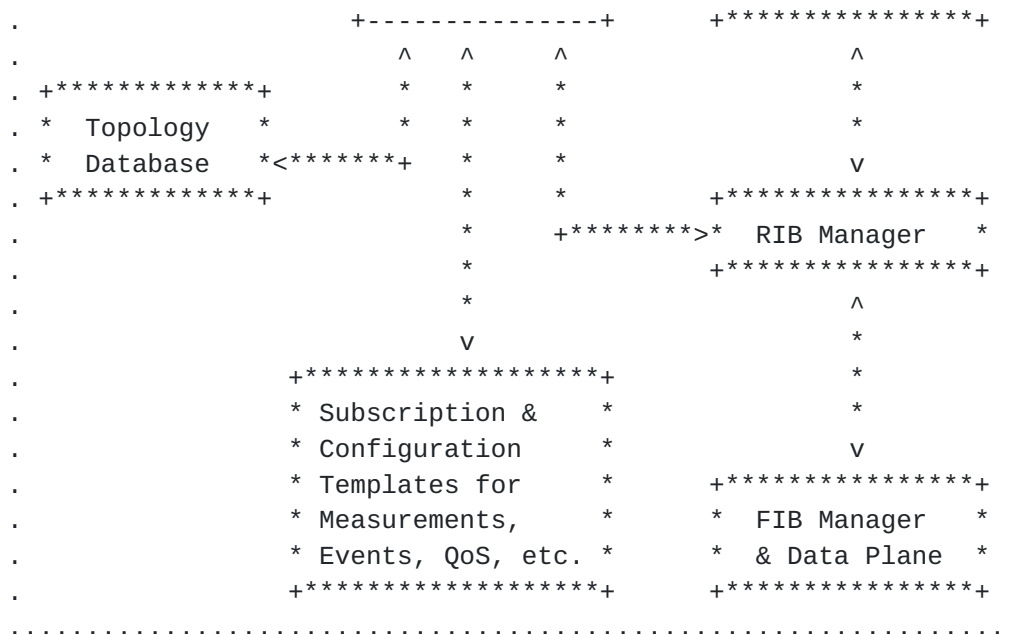 .                      +---------------+      +****************+
.                         ^   ^     ^                  ^
. +*************+        *   *     *                  *
. *  Topology   *        *   *     *                  *
. *  Database   *<*******+   *     *                  v
. +*************+            *     *         +****************+
.                             *     +********>*  RIB Manager   *
.                             *               +****************+
.                             *                        ^
.                             v                        *
.                 +*******************+                *
.                 * Subscription &    *                *
.                 * Configuration     *                v
.                 * Templates for     *      +****************+
.                 * Measurements,     *      *  FIB Manager   *
.                 * Events, QoS, etc. *      *  & Data Plane  *
.                 +*******************+      +****************+
................................................................